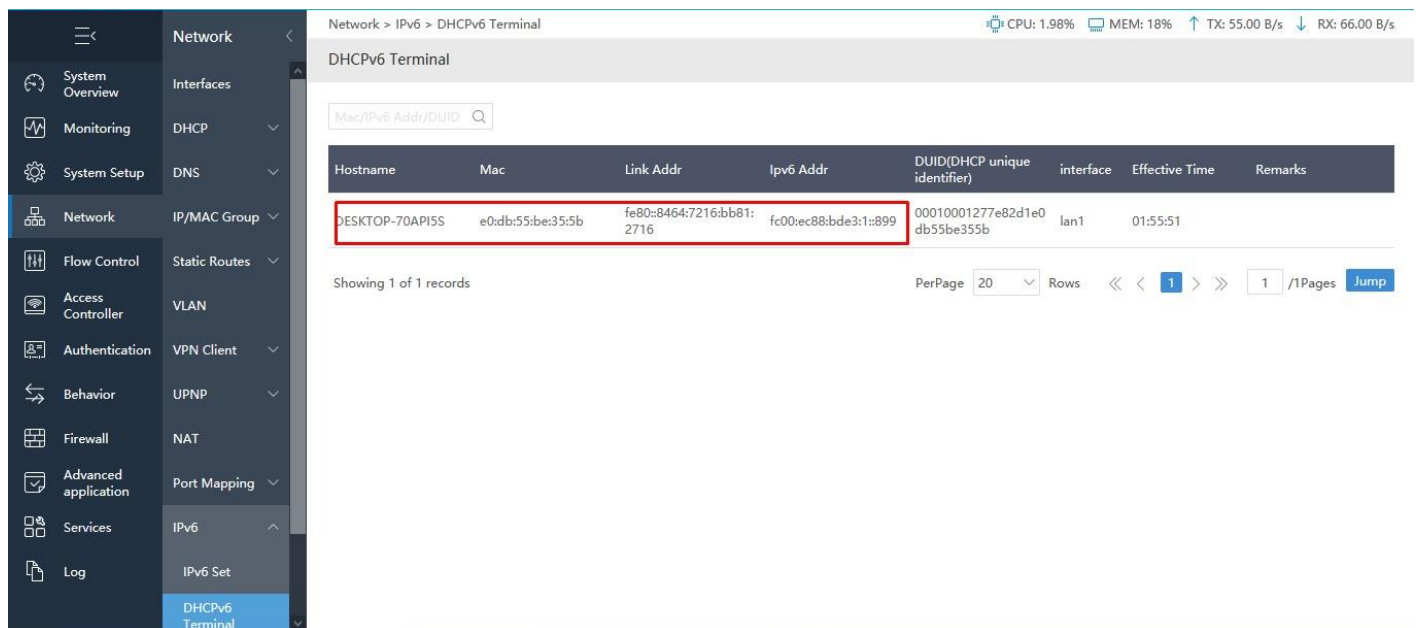 Network > IPv6 > DHCPv6 Terminal
CPU: 1.98% MEM: 18% ↑ TX: 55.00 B/s ↓ RX: 66.00 B/s
System
Overview
Monitoring
System Setup
Network
Flow Control
Access
Controller
Authentication
Behavior
Firewall
Advanced
application
Services
Log
Network
Interfaces
DHCP
DNS
IP/MAC Group
Static Routes
VLAN
VPN Client
UPNP
NAT
Port Mapping
IPv6
IPv6 Set
DHCPv6
Terminal
DHCPv6 Terminal
Mac/IPv6 Addr/DUID
Hostname Mac Link Addr Ipv6 Addr DUID(DHCP unique
identifier) interface Effective Time Remarks
DESKTOP-70API5S e0:db:55:be:35:5b fe80::8464:7216:bb81:
2716 fc00:ec88:bde3:1::899 00010001277e82d1e0
db55be355b lan1 01:55:51
Showing 1 of 1 records
PerPage 20 Rows 1 1 /1Pages Jump